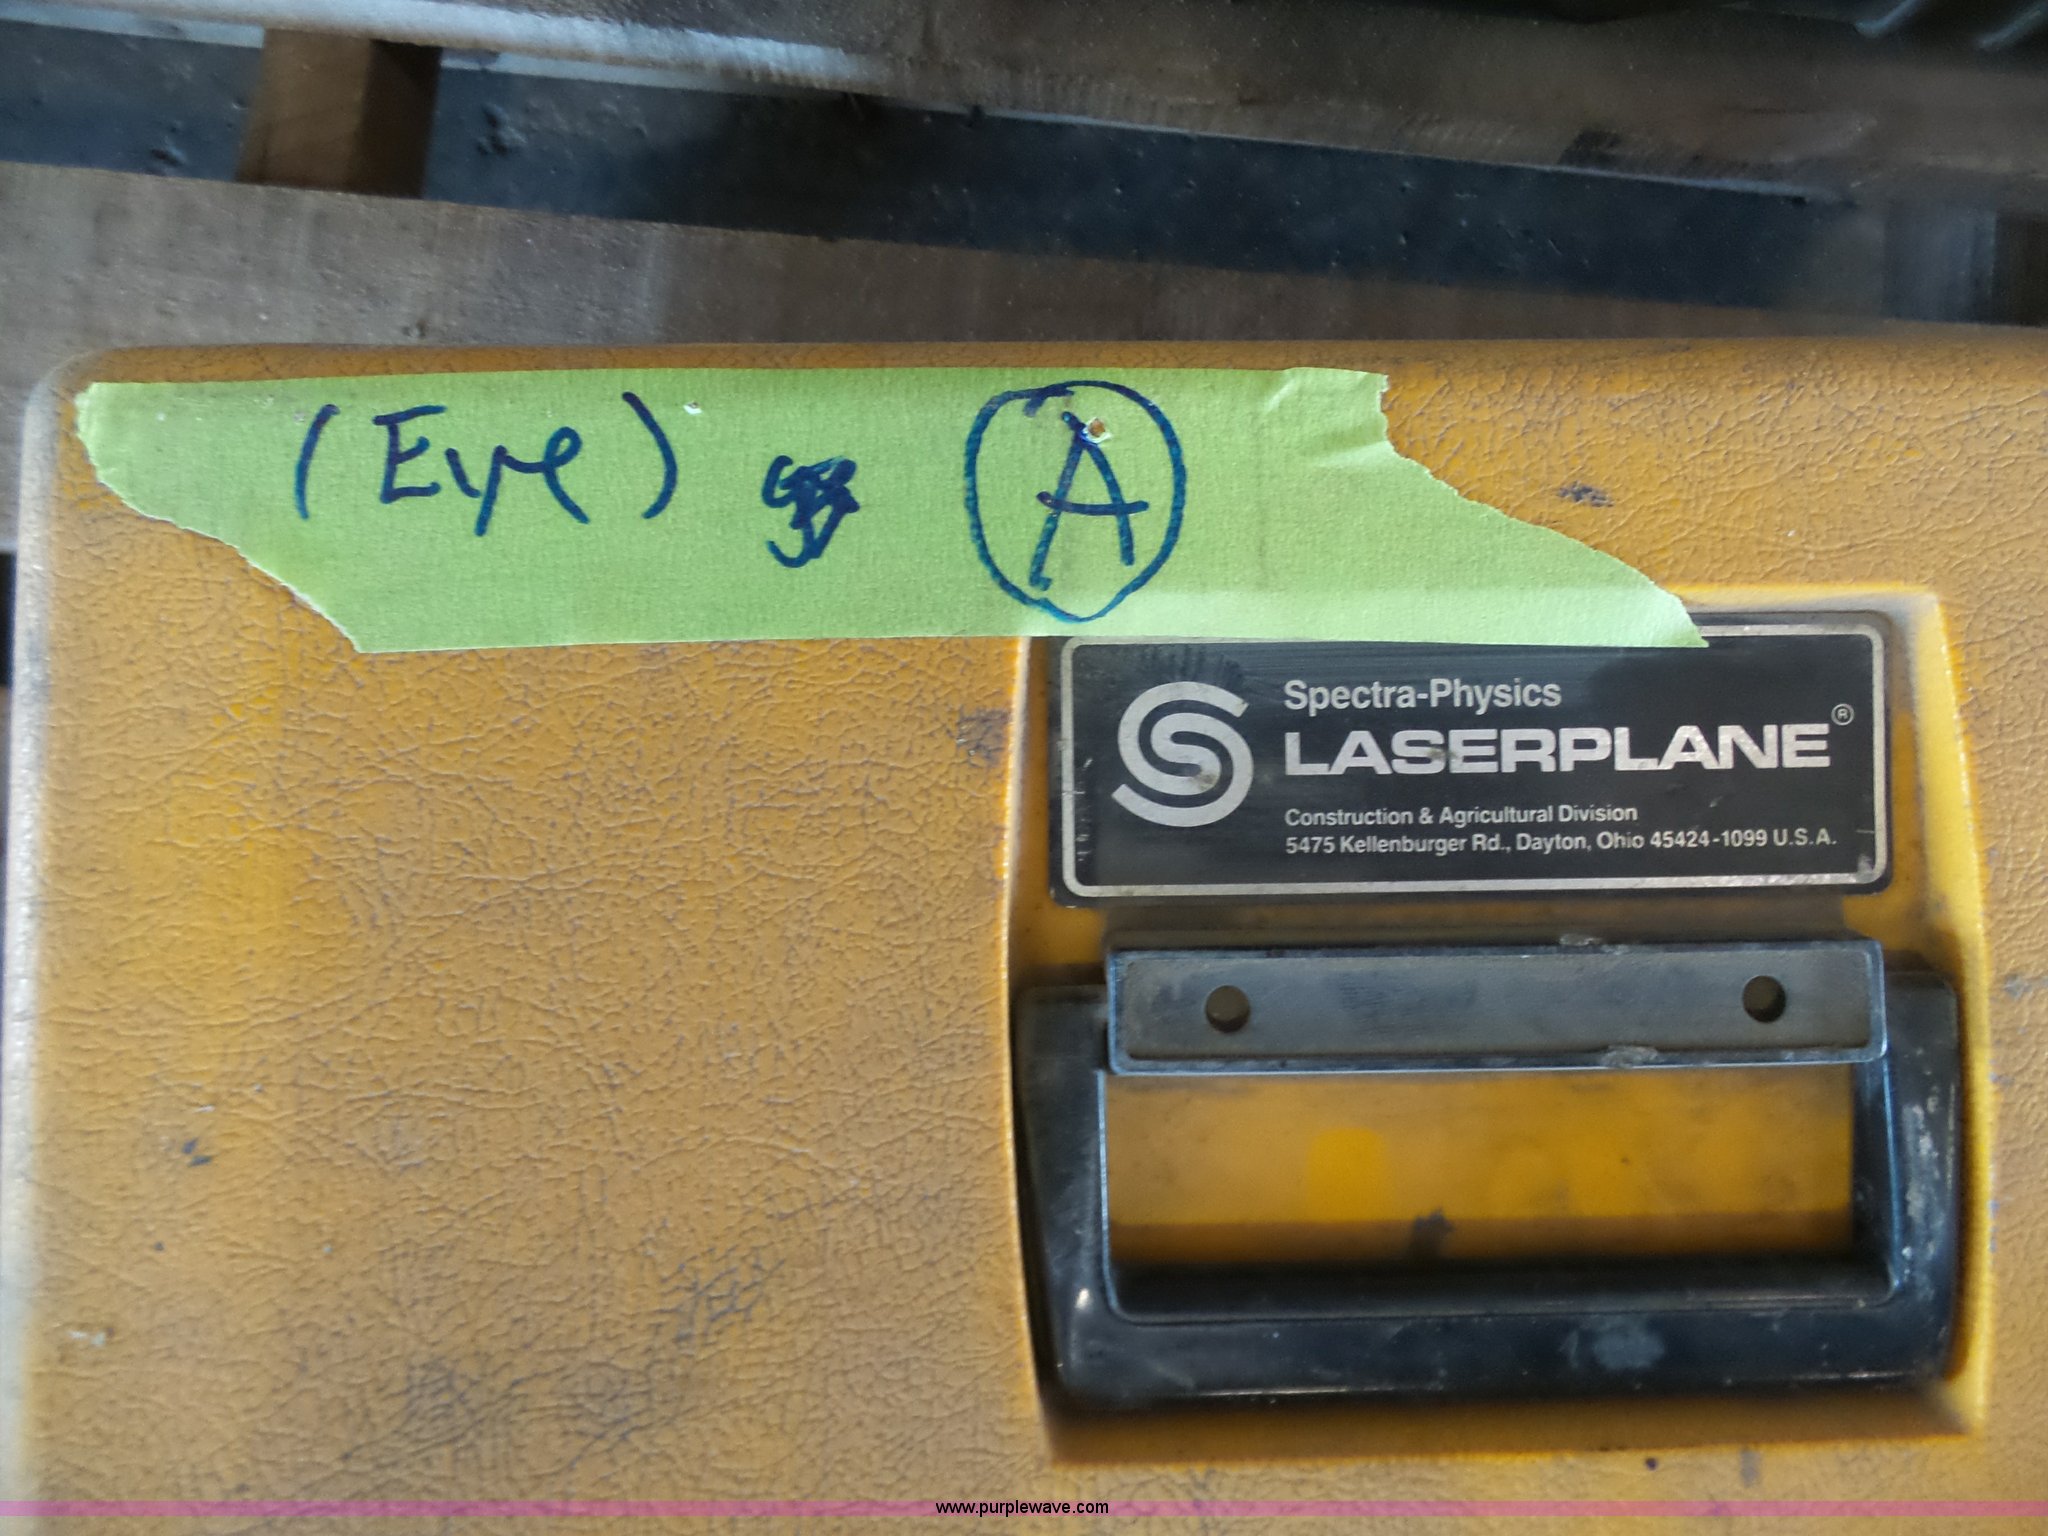 (Eye) A
Spectra-Physics
LASERPLANE®
Construction & Agricultural Division
5475 Kellenburger Rd., Dayton, Ohio 45424-1099 U.S.A.
www.purplewave.com